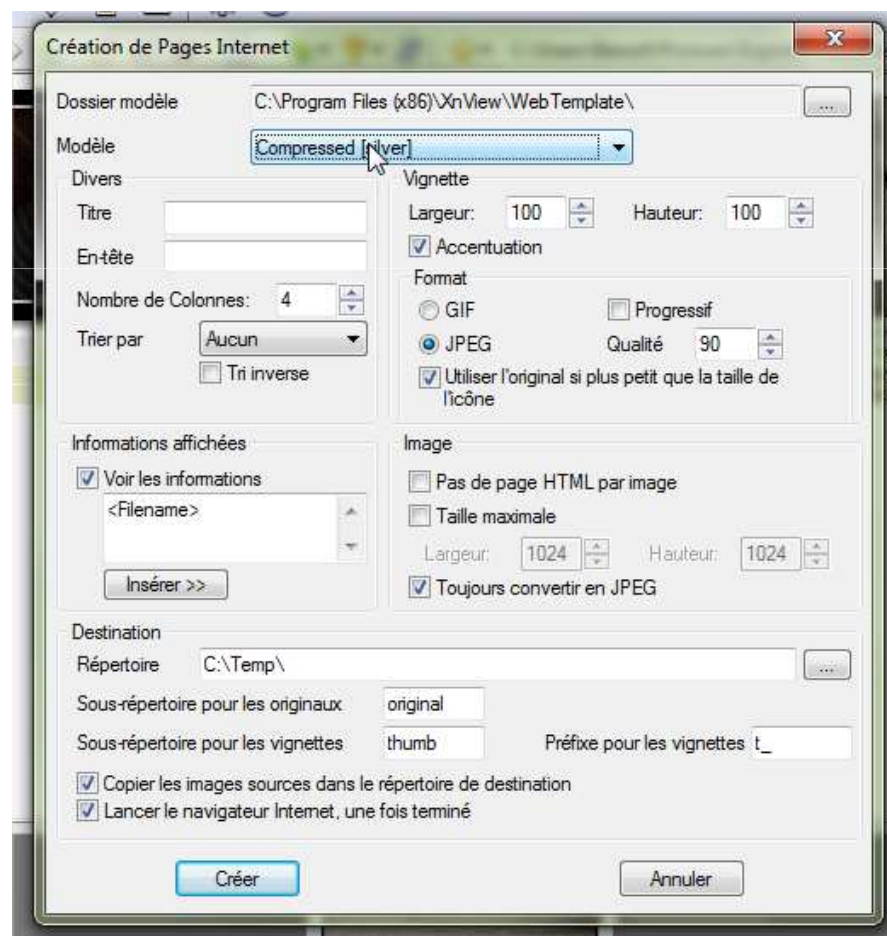 Création de Pages Internet
Dossier modèle C:\Program Files (x86)\XnView\WebTemplate\ ...
Modèle Compressed [silver]
Divers
Titre
En-tête
Nombre de Colonnes: 4
Trier par Aucun
Tri inverse
Vignette
Largeur: 100 Hauteur: 100
Accentuation
Format
GIF Progressif
JPEG Qualité 90
Utiliser l'original si plus petit que la taille de
l'icône
Informations affichées
Voir les informations
<Filename>
Insérer >>
Image
Pas de page HTML par image
Taille maximale
Largeur: 1024 Hauteur: 1024
Toujours convertir en JPEG
Destination
Répertoire C:\Temp\ ...
Sous-répertoire pour les originaux original
Sous-répertoire pour les vignettes thumb Préfixe pour les vignettes t_
Copier les images sources dans le répertoire de destination
Lancer le navigateur Internet, une fois terminé
Créer Annuler